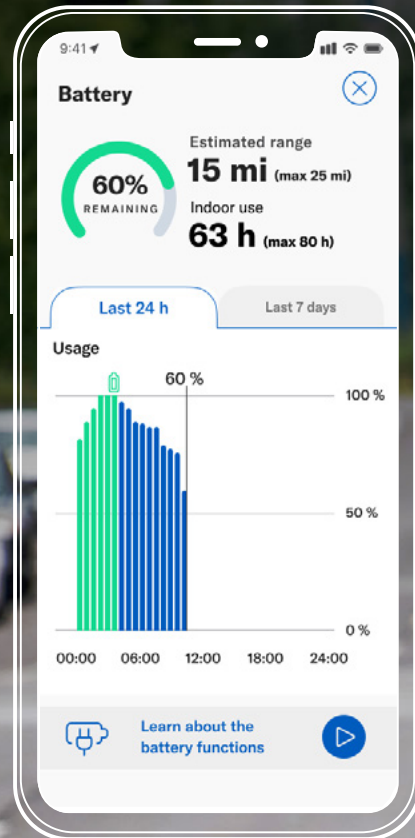 9:41
Battery
60%
REMAINING
Estimated range
15 mi (max 25 mi)
Indoor use
63 h (max 80 h)
Last 24 h
Last 7 days
Usage
60 %
100 %
50 %
0 %
00:00 06:00 12:00 18:00 24:00
Learn about the
battery functions